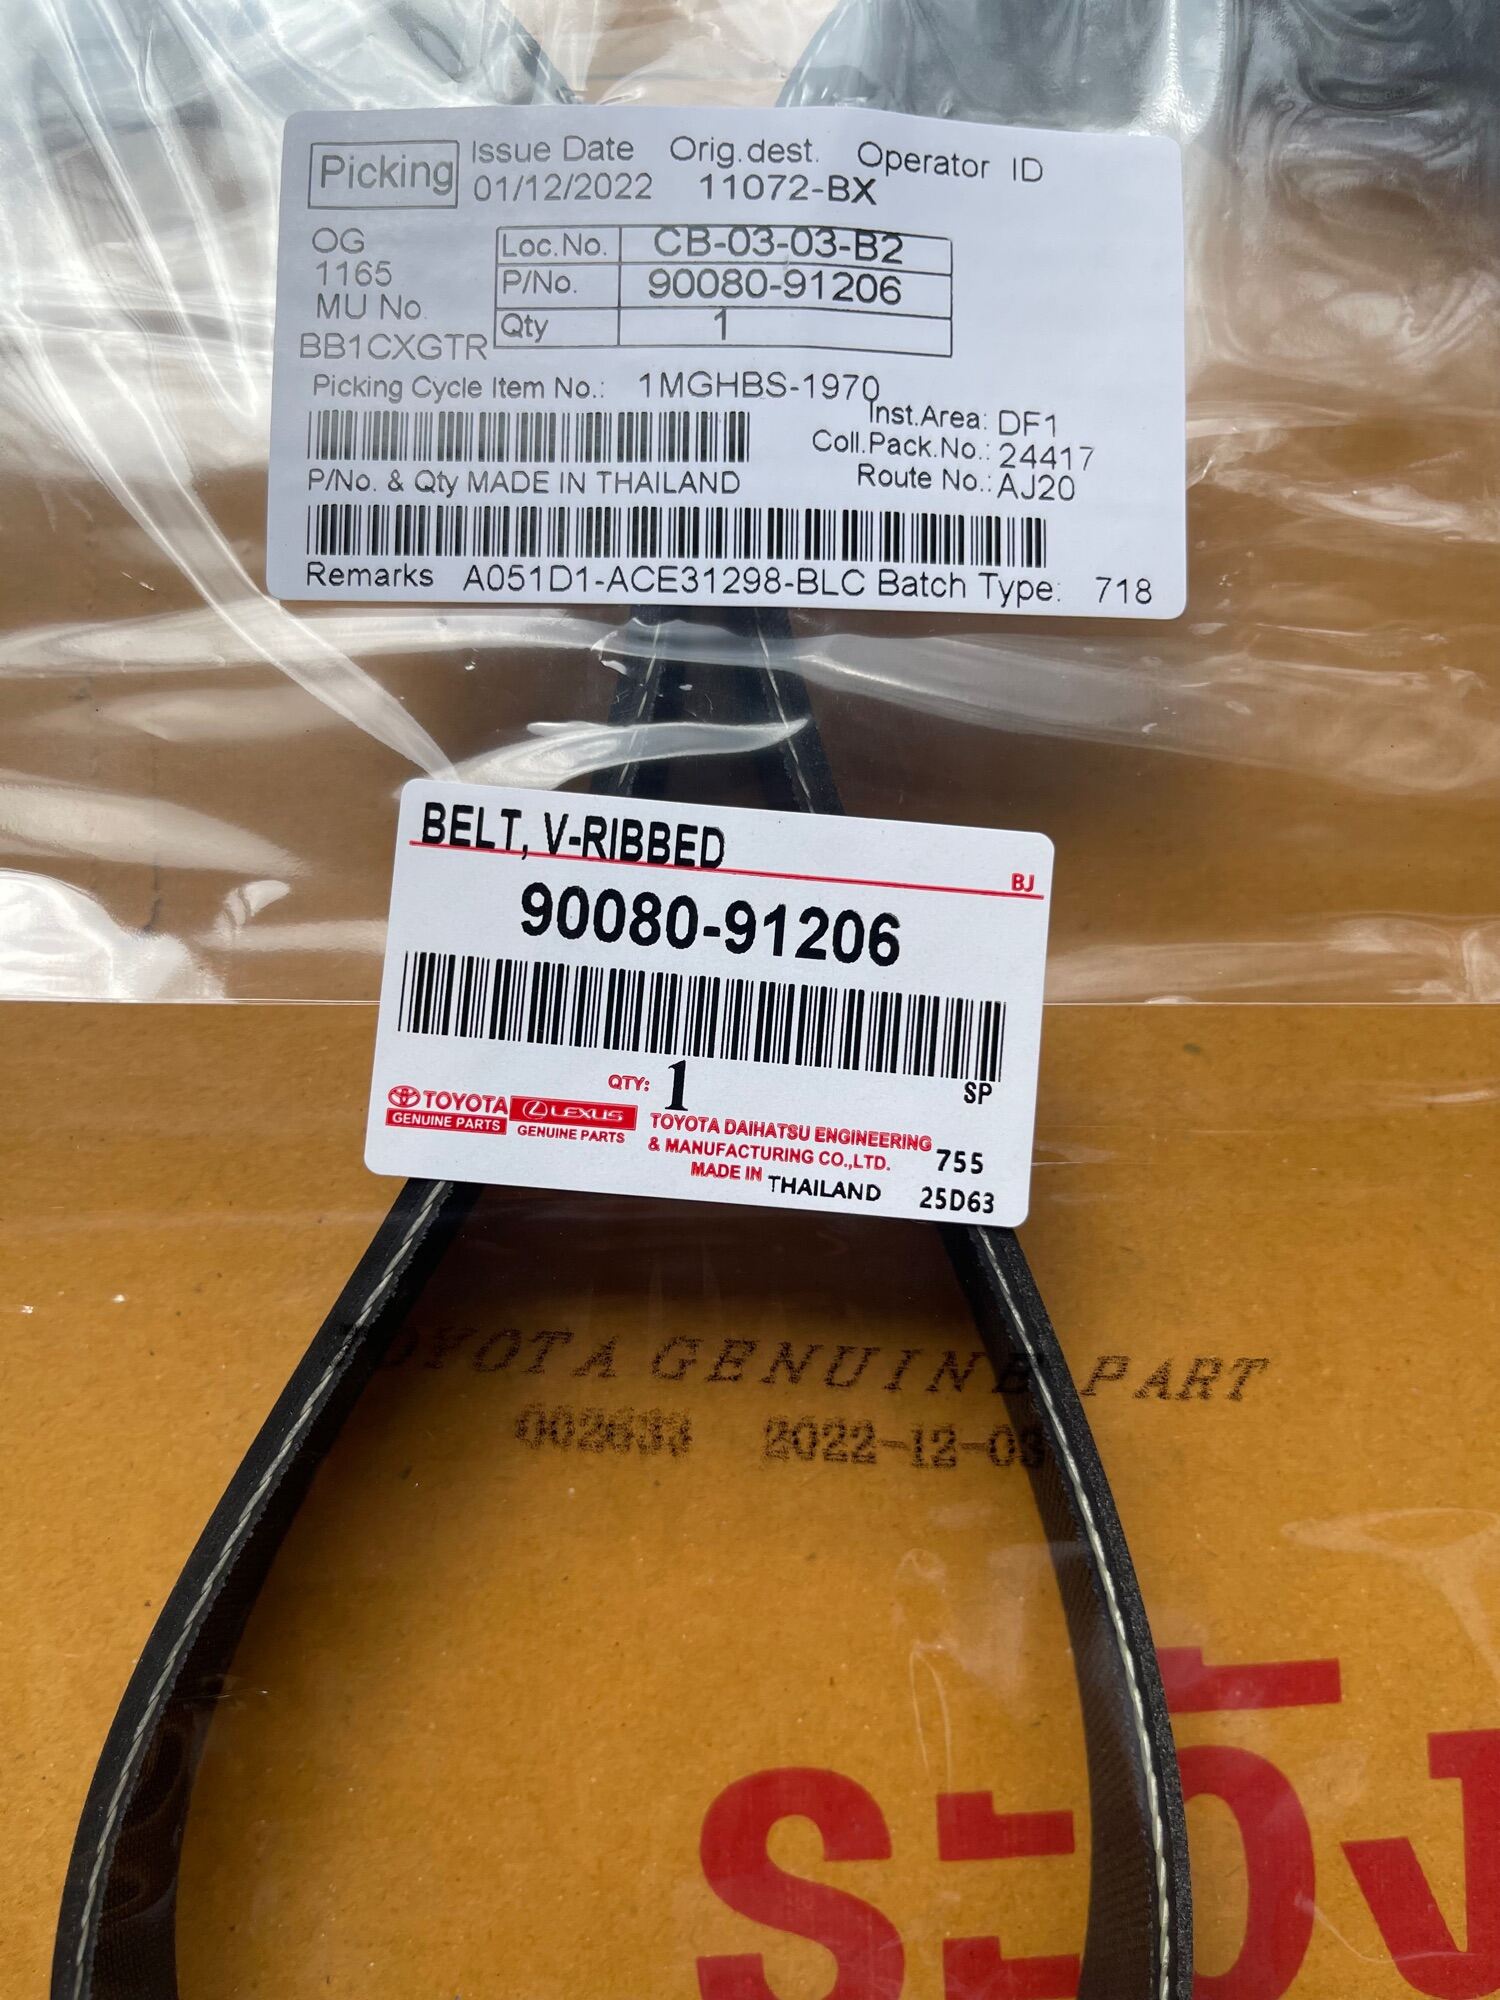 Picking
Issue Date Orig.dest. Operator ID
01/12/2022 11072-BX
OG
1165
MU No.
BB1CXGTR
Loc.No. CB-03-03-B2
P/No. 90080-91206
Qty 1
Picking Cycle Item No.: 1MGHBS-1970
Inst.Area: DF1
Coll.Pack.No.: 24417
Route No.: AJ20
P/No. & Qty MADE IN THAILAND
Remarks A051D1-ACE31298-BLC Batch Type: 718
BELT, V-RIBBED
BJ
90080-91206
QTY: 1
SP
TOYOTA
GENUINE PARTS
LEXUS
GENUINE PARTS
TOYOTA DAIHATSU ENGINEERING
& MANUFACTURING CO.,LTD.
MADE IN THAILAND
755
25D63
TOYOTA GENUINE PART
2022-12-03